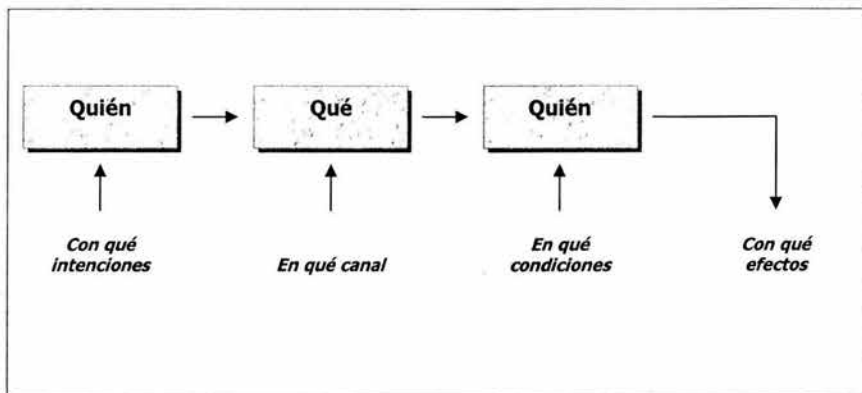 Quién
Qué
Quién
Con qué
intenciones
En qué canal
En qué
condiciones
Con qué
efectos